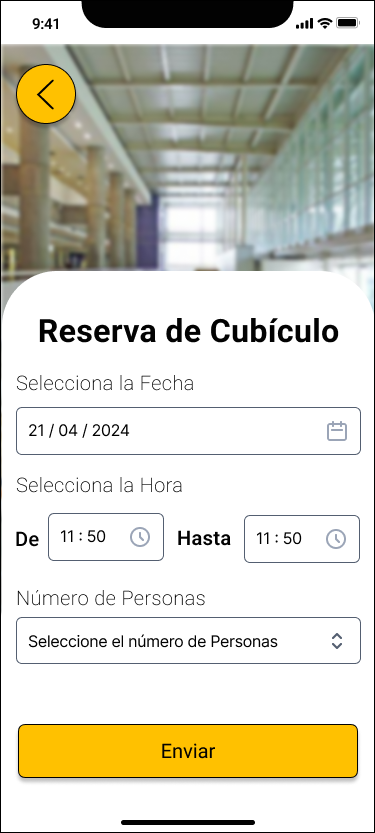 9:41
Reserva de Cubículo
Selecciona la Fecha
21 / 04 / 2024
Selecciona la Hora
De 11 : 50 Hasta 11 : 50
Número de Personas
Seleccione el número de Personas
Enviar